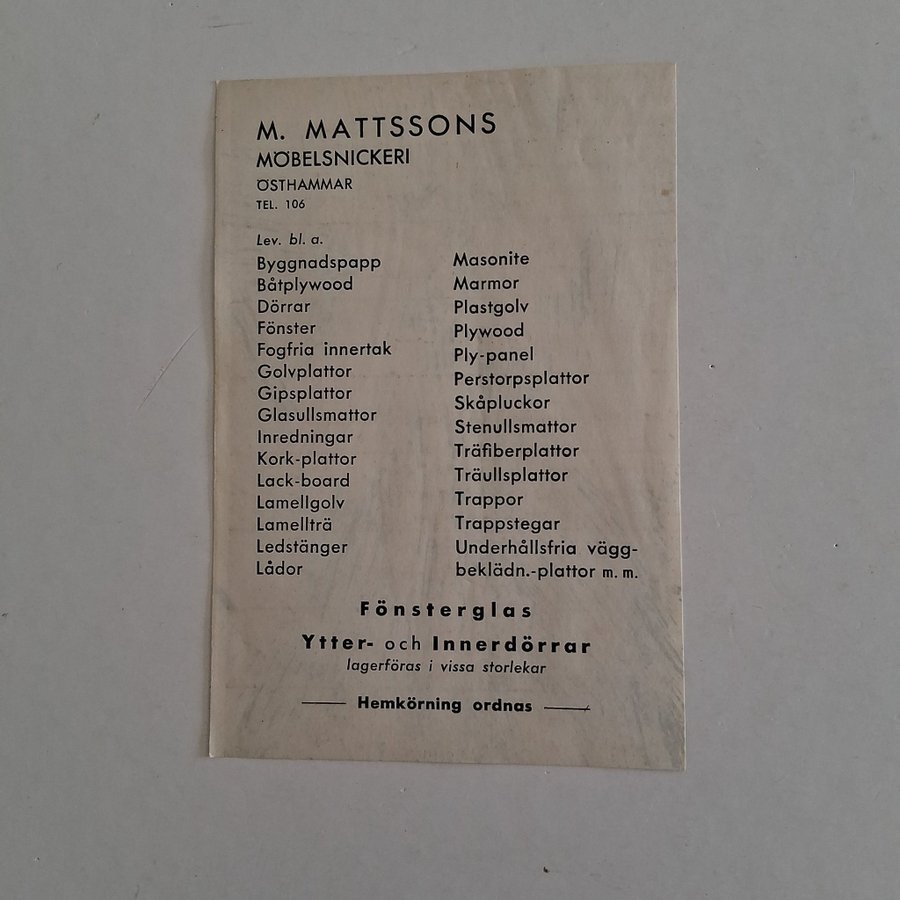 M. MATTSSONS
MÖBELSNICKERI
ÖSTHAMMAR
TEL. 106
Lev. bl. a.
Byggnadspapp
Båtplywood
Dörrar
Fönster
Fogfria innertak
Golvplattor
Gipsplattor
Glasullsmattor
Inredningar
Kork-plattor
Lack-board
Lamellgolv
Lamellträ
Ledstänger
Lådor
Masonite
Marmor
Plastgolv
Plywood
Ply-panel
Perstorpsplattor
Skåpluckor
Stenullsmattor
Träfiberplattor
Träullsplattor
Trappor
Trappstegar
Underhållsfria vägg-
beklädn.-plattor m. m.
Fönsterglas
Ytter- och Innerdörrar
lagerföras i vissa storlekar
Hemkörning ordnas